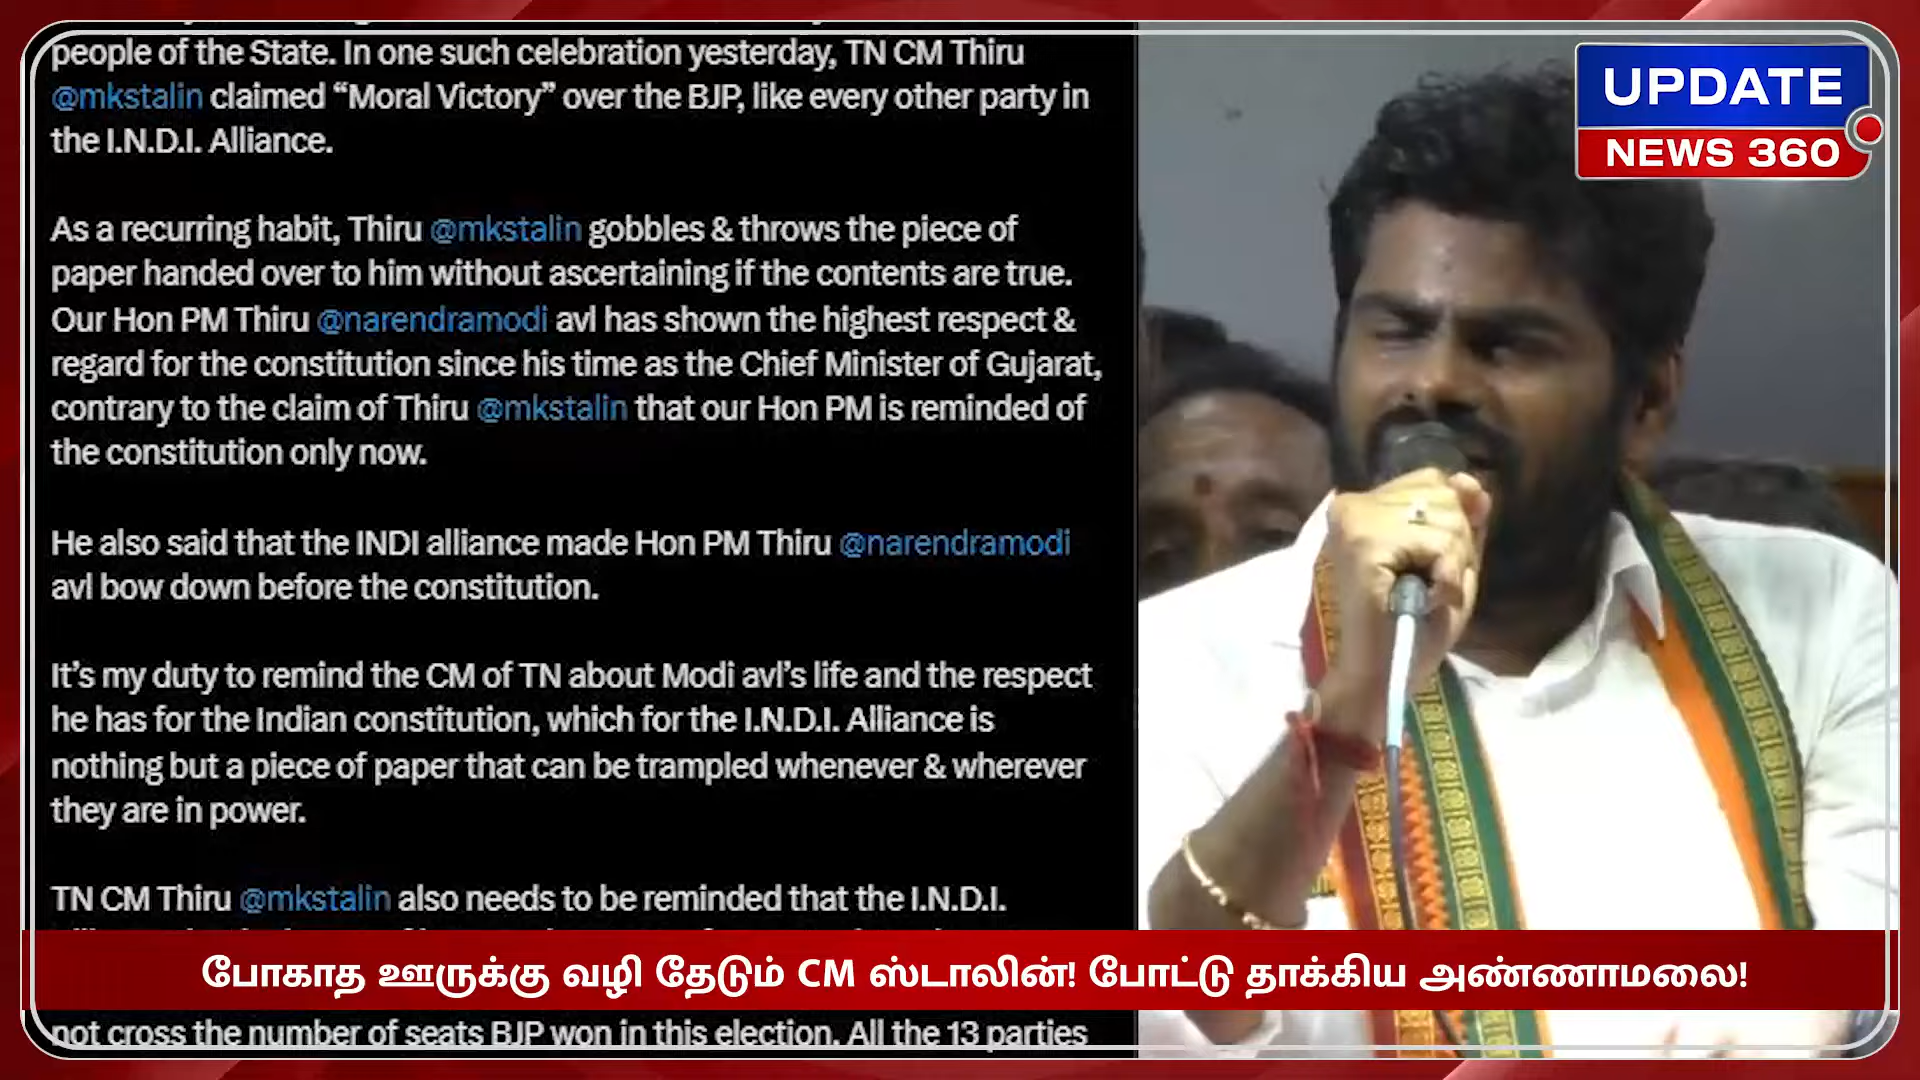 people of the State. In one such celebration yesterday, TN CM Thiru
@mkstalin claimed “Moral Victory” over the BJP, like every other party in
the I.N.D.I. Alliance.
As a recurring habit, Thiru @mkstalin gobbles & throws the piece of
paper handed over to him without ascertaining if the contents are true.
Our Hon PM Thiru @narendramodi avl has shown the highest respect &
regard for the constitution since his time as the Chief Minister of Gujarat,
contrary to the claim of Thiru @mkstalin that our Hon PM is reminded of
the constitution only now.
He also said that the INDI alliance made Hon PM Thiru @narendramodi
avl bow down before the constitution.
It’s my duty to remind the CM of TN about Modi avl’s life and the respect
he has for the Indian constitution, which for the I.N.D.I. Alliance is
nothing but a piece of paper that can be trampled whenever & wherever
they are in power.
TN CM Thiru @mkstalin also needs to be reminded that the I.N.D.I.
not cross the number of seats BJP won in this election. All the 13 parties
UPDATE
NEWS 360
போகாத ஊருக்கு வழி தேடும் CM ஸ்டாலின்! போட்டு தாக்கிய அண்ணாமலை!